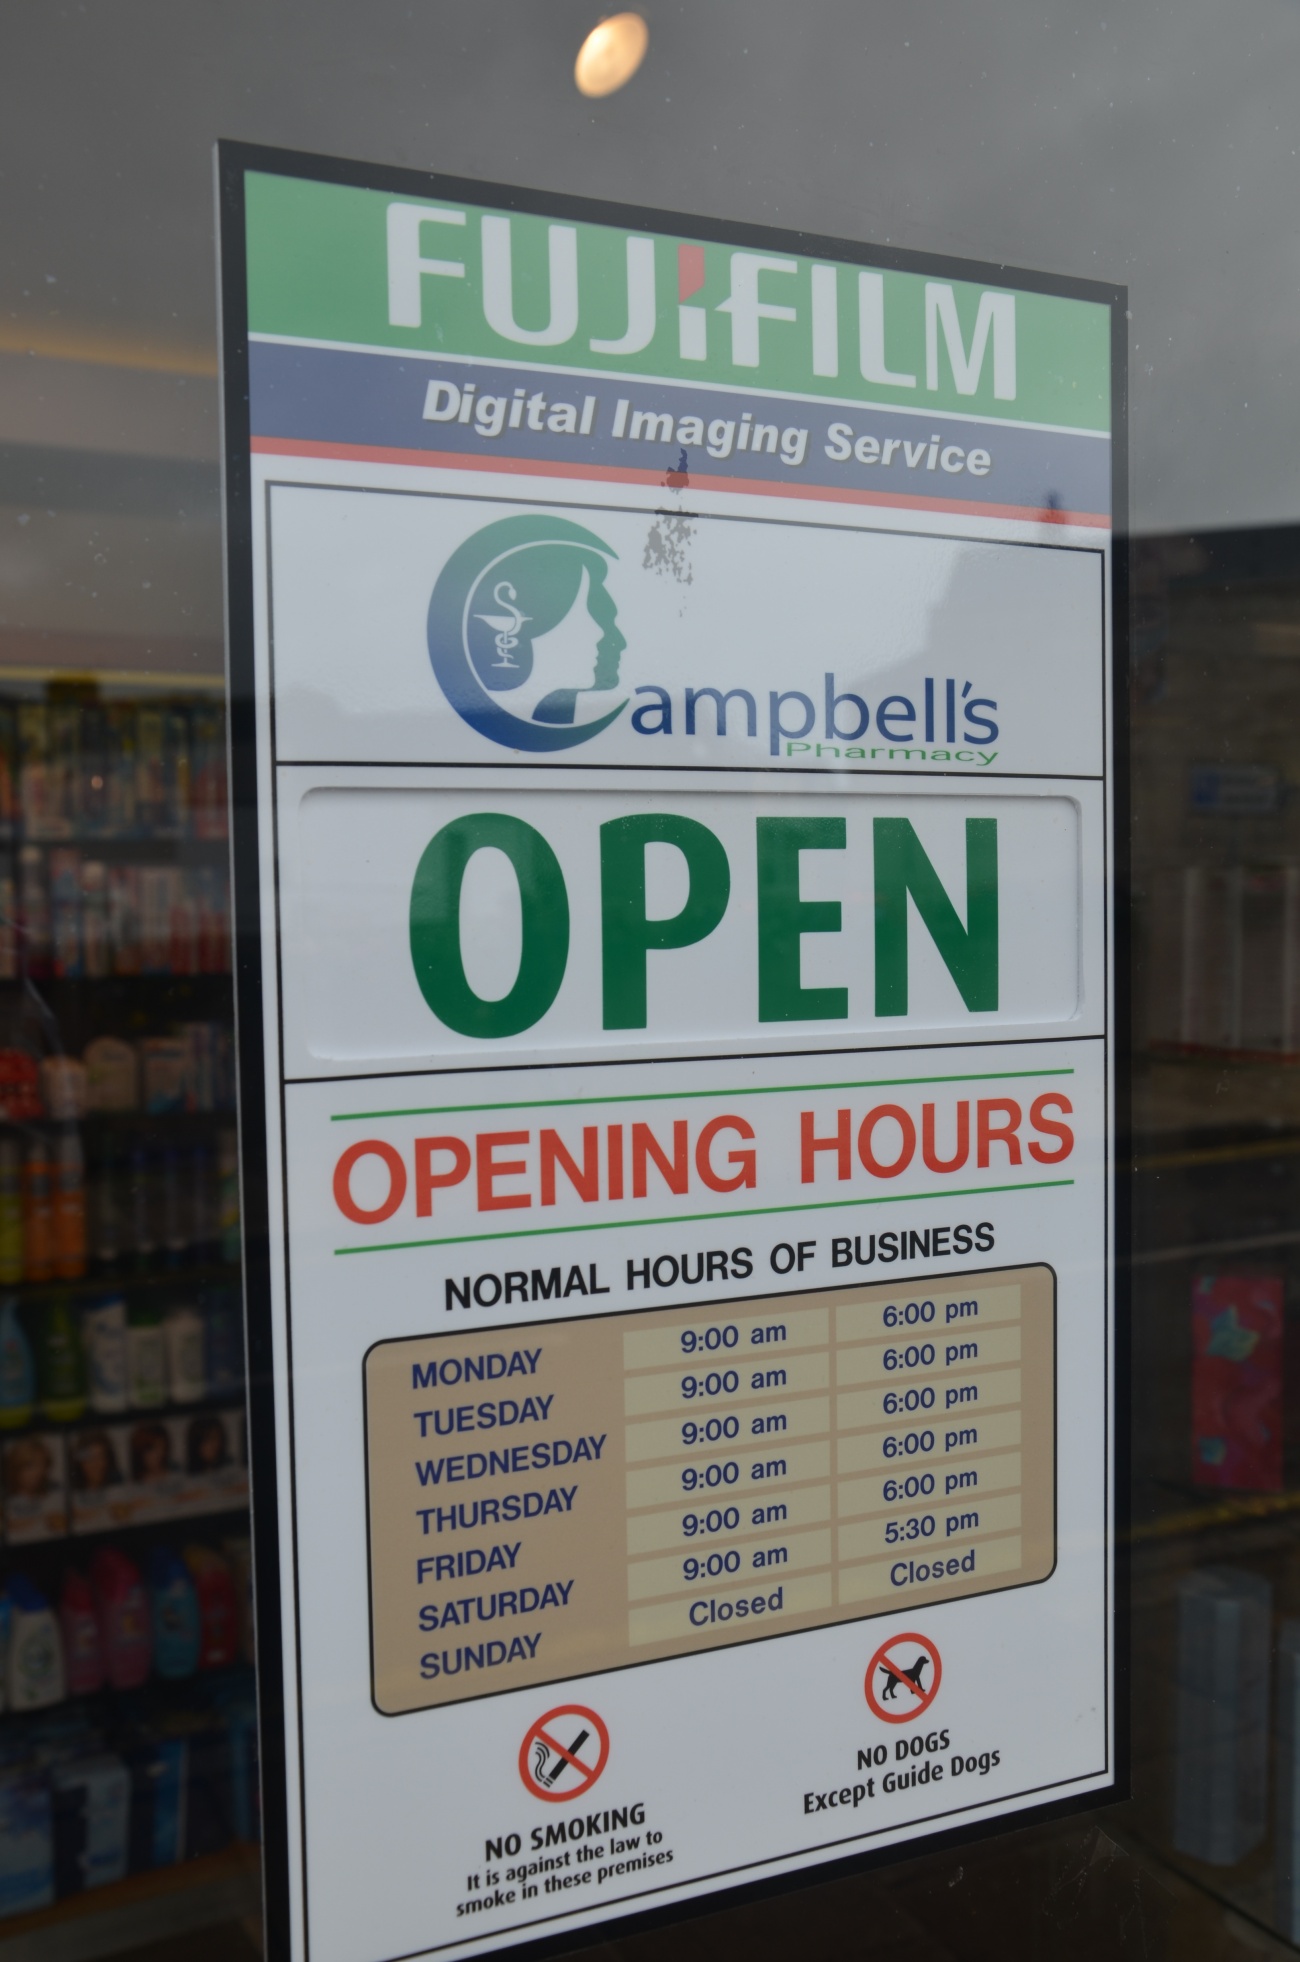 FUJIFILM
Digital Imaging Service
Campbell's
Pharmacy
OPEN
OPENING HOURS
NORMAL HOURS OF BUSINESS
MONDAY 9:00 am 6:00 pm
TUESDAY 9:00 am 6:00 pm
WEDNESDAY 9:00 am 6:00 pm
THURSDAY 9:00 am 6:00 pm
FRIDAY 9:00 am 6:00 pm
SATURDAY 9:00 am 5:30 pm
SUNDAY Closed Closed
NO SMOKING
It is against the law to
smoke in these premises
NO DOGS
Except Guide Dogs